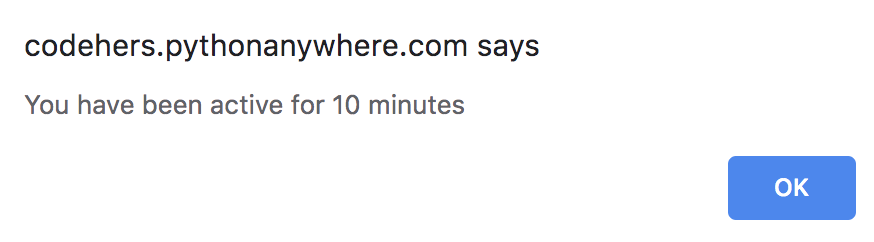 codehers.pythonanywhere.com says
You have been active for 10 minutes
OK